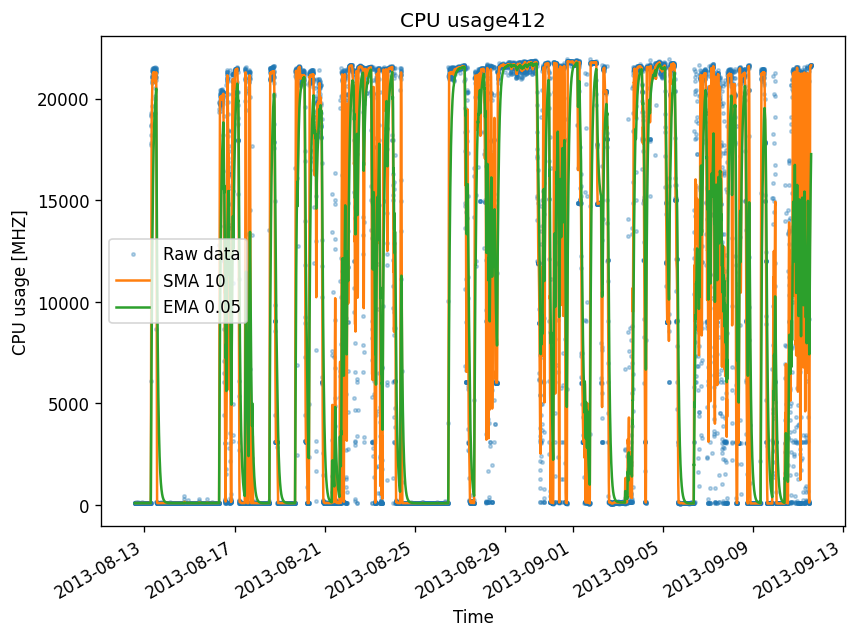 CPU usage412
20000
15000
10000
5000
0
CPU usage [MHZ]
Raw data
SMA 10
EMA 0.05
2013-08-13
2013-08-17
2013-08-21
2013-08-25
2013-08-29
2013-09-01
2013-09-05
2013-09-09
2013-09-13
Time